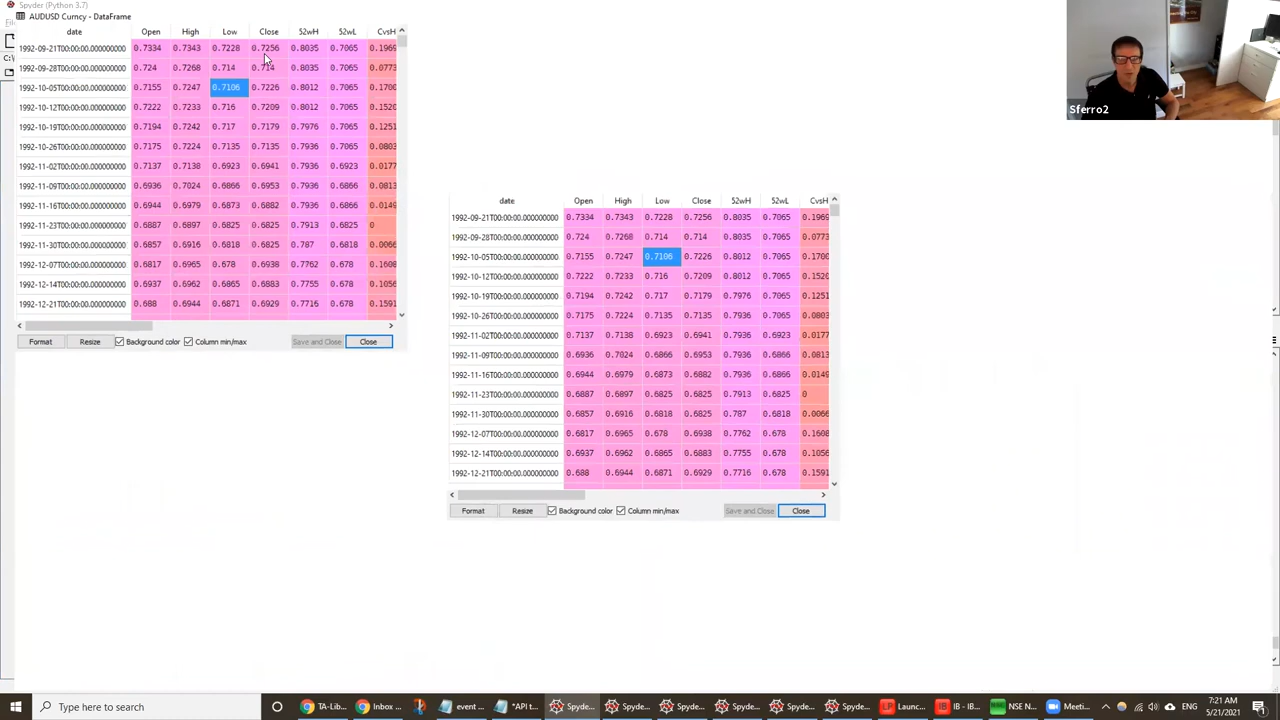 Spyder (Python 3.7)
AUDUSD Curncy - DataFrame
date Open High Low Close 52wH 52wL CvsH
1992-09-21T00:00:00.000000000 0.7334 0.7343 0.7228 0.7256 0.8035 0.7065 0.1969
1992-09-28T00:00:00.000000000 0.724 0.7268 0.714 0.714 0.8035 0.7065 0.0773
1992-10-05T00:00:00.000000000 0.7155 0.7247 0.7106 0.7226 0.8012 0.7065 0.1700
1992-10-12T00:00:00.000000000 0.7222 0.7233 0.716 0.7209 0.8012 0.7065 0.1520
1992-10-19T00:00:00.000000000 0.7194 0.7242 0.717 0.7179 0.7976 0.7065 0.1251
1992-10-26T00:00:00.000000000 0.7175 0.7224 0.7135 0.7135 0.7936 0.7065 0.0803
1992-11-02T00:00:00.000000000 0.7137 0.7138 0.6923 0.6941 0.7936 0.6923 0.0177
1992-11-09T00:00:00.000000000 0.6936 0.7024 0.6866 0.6953 0.7936 0.6866 0.0813
1992-11-16T00:00:00.000000000 0.6944 0.6979 0.6873 0.6882 0.7936 0.6866 0.0149
1992-11-23T00:00:00.000000000 0.6887 0.6897 0.6825 0.6825 0.7913 0.6825 0
1992-11-30T00:00:00.000000000 0.6857 0.6916 0.6818 0.6825 0.787 0.6818 0.0066
1992-12-07T00:00:00.000000000 0.6817 0.6965 0.678 0.6938 0.7762 0.678 0.1608
1992-12-14T00:00:00.000000000 0.6937 0.6962 0.6865 0.6883 0.7755 0.678 0.1056
1992-12-21T00:00:00.000000000 0.688 0.6944 0.6871 0.6929 0.7716 0.678 0.1591
Format Resize Background color Column min/max Save and Close Close
Sferro2
date Open High Low Close 52wH 52wL CvsH
1992-09-21T00:00:00.000000000 0.7334 0.7343 0.7228 0.7256 0.8035 0.7065 0.1969
1992-09-28T00:00:00.000000000 0.724 0.7268 0.714 0.714 0.8035 0.7065 0.0773
1992-10-05T00:00:00.000000000 0.7155 0.7247 0.7106 0.7226 0.8012 0.7065 0.1700
1992-10-12T00:00:00.000000000 0.7222 0.7233 0.716 0.7209 0.8012 0.7065 0.1520
1992-10-19T00:00:00.000000000 0.7194 0.7242 0.717 0.7179 0.7976 0.7065 0.1251
1992-10-26T00:00:00.000000000 0.7175 0.7224 0.7135 0.7135 0.7936 0.7065 0.0803
1992-11-02T00:00:00.000000000 0.7137 0.7138 0.6923 0.6941 0.7936 0.6923 0.0177
1992-11-09T00:00:00.000000000 0.6936 0.7024 0.6866 0.6953 0.7936 0.6866 0.0813
1992-11-16T00:00:00.000000000 0.6944 0.6979 0.6873 0.6882 0.7936 0.6866 0.0149
1992-11-23T00:00:00.000000000 0.6887 0.6897 0.6825 0.6825 0.7913 0.6825 0
1992-11-30T00:00:00.000000000 0.6857 0.6916 0.6818 0.6825 0.787 0.6818 0.0066
1992-12-07T00:00:00.000000000 0.6817 0.6965 0.678 0.6938 0.7762 0.678 0.1608
1992-12-14T00:00:00.000000000 0.6937 0.6962 0.6865 0.6883 0.7755 0.678 0.1056
1992-12-21T00:00:00.000000000 0.688 0.6944 0.6871 0.6929 0.7716 0.678 0.1591
Format Resize Background color Column min/max Save and Close Close
Type here to search TA-Lib... Inbox ... event ... *API t... Spyde... Spyde... Spyde... Spyde... Spyde... Spyde... Launc... IB - IB... NSE N... Meeti... ENG 7:21 AM
5/21/2021